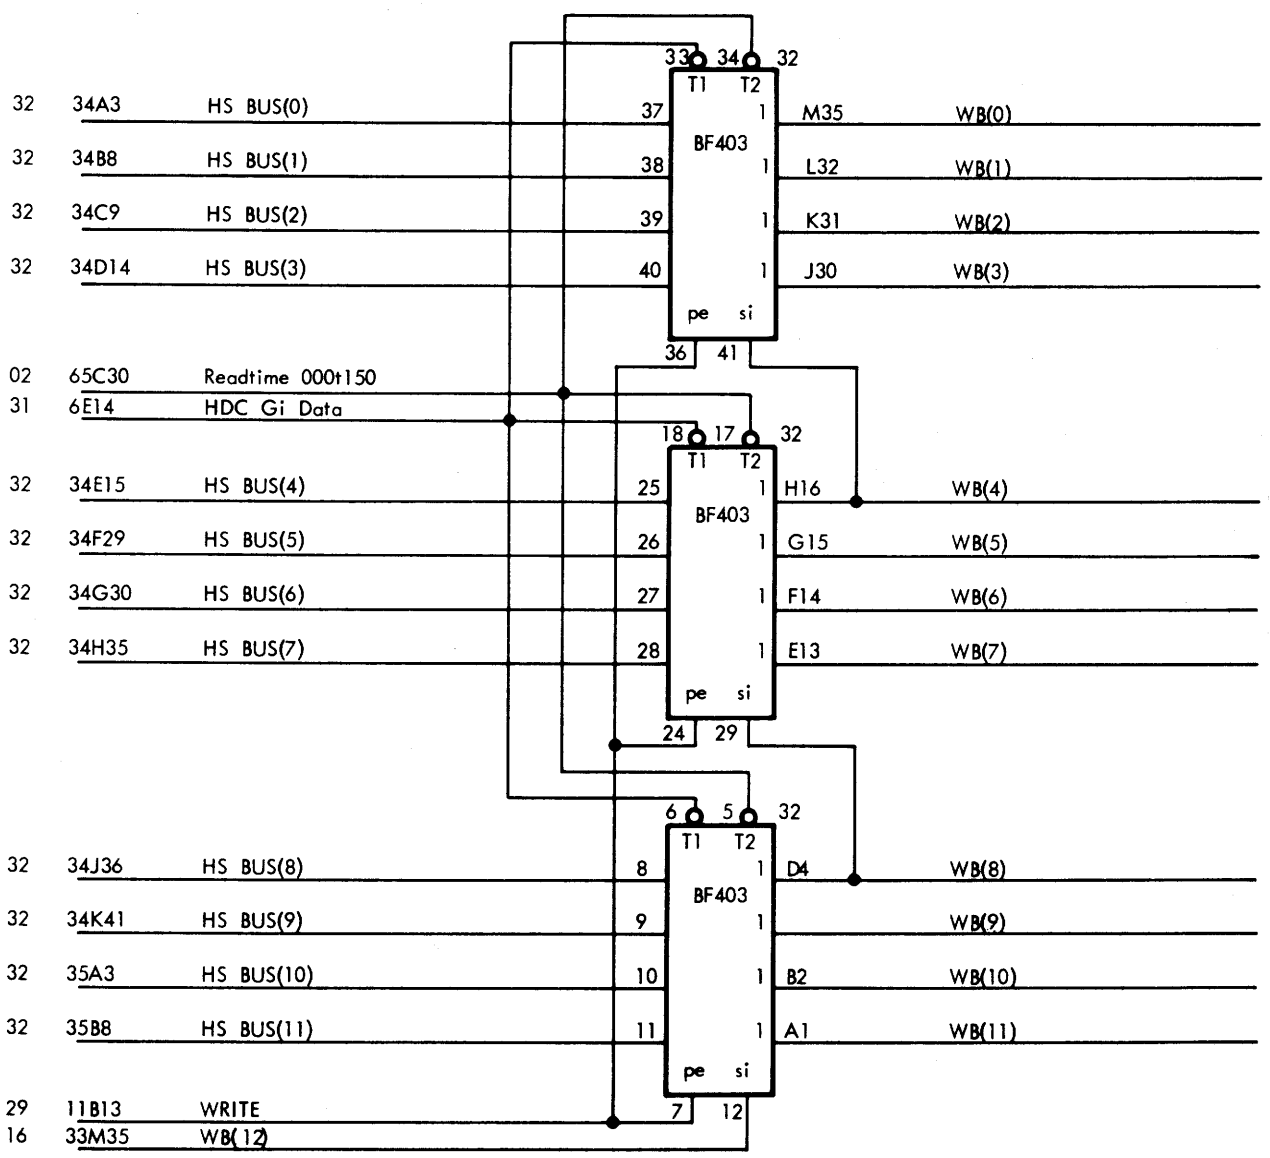 33 34 32
T1 T2
32 34A3 HS BUS(0) 37 1 M35 WB(0)
BF403
32 34B8 HS BUS(1) 38 1 L32 WB(1)
32 34C9 HS BUS(2) 39 1 K31 WB(2)
32 34D14 HS BUS(3) 40 1 J30 WB(3)
pe si
36 41
02 65C30 Readtime 000t150
31 6E14 HDC Gi Data
18 17 32
T1 T2
32 34E15 HS BUS(4) 25 1 H16 WB(4)
BF403
32 34F29 HS BUS(5) 26 1 G15 WB(5)
32 34G30 HS BUS(6) 27 1 F14 WB(6)
32 34H35 HS BUS(7) 28 1 E13 WB(7)
pe si
24 29
6 5 32
T1 T2
32 34J36 HS BUS(8) 8 1 D4 WB(8)
BF403
32 34K41 HS BUS(9) 9 1 WB(9)
32 35A3 HS BUS(10) 10 1 B2 WB(10)
32 35B8 HS BUS(11) 11 1 A1 WB(11)
pe si
29 11B13 WRITE 7 12
16 33M35 WB(12)